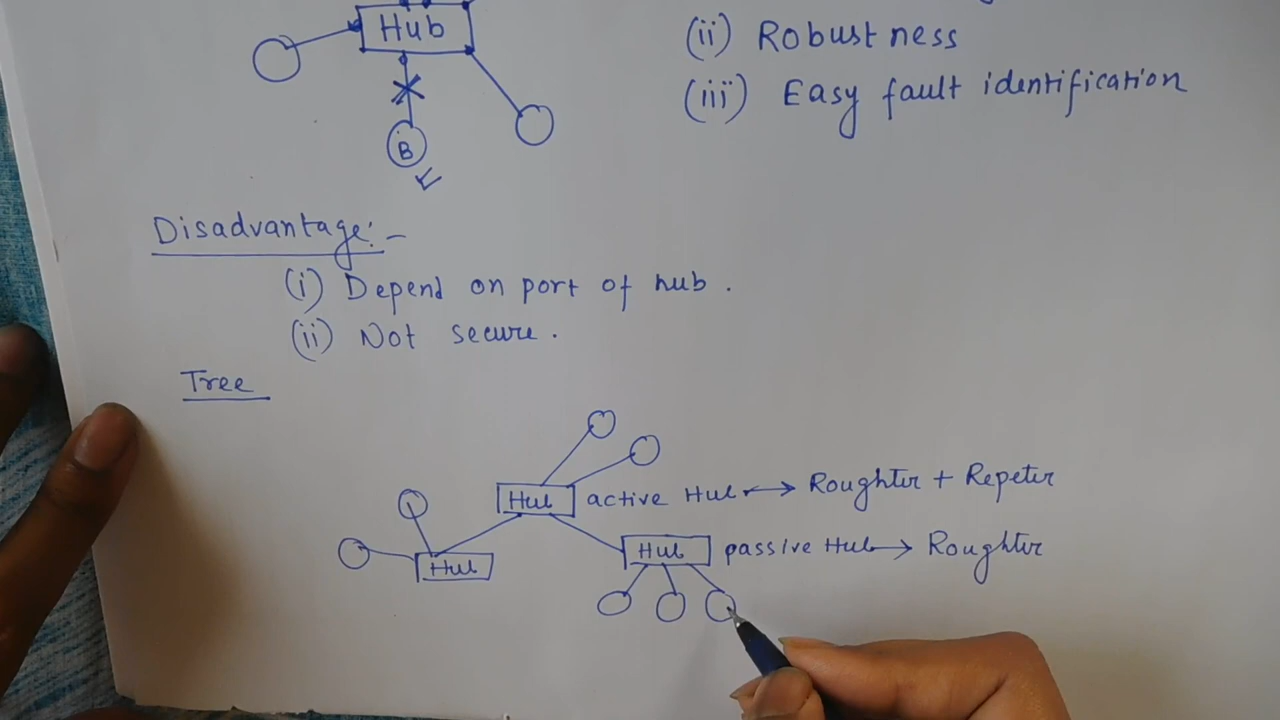 Hub
(ii) Robustness
(iii) Easy fault identification
B
Disadvantage:-
(i) Depend on port of hub.
(ii) Not secure.
Tree
Hub active Hub ↔ Roughter + Repeter
Hub passive Hub → Roughter
Hub